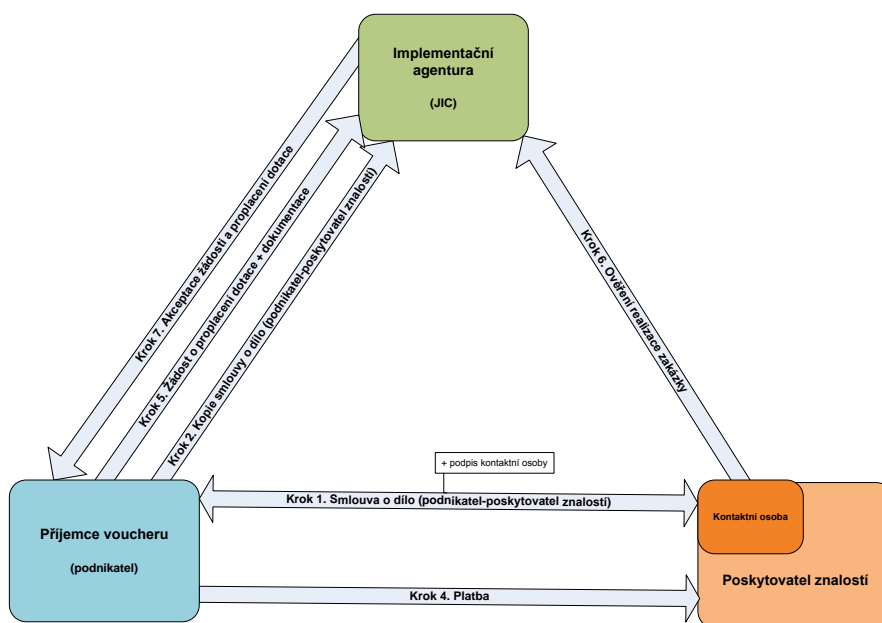 Implementační
agentura
(JIC)
Krok 7. Akceptace žádosti a proplacení dotace
Krok 5. Žádost o proplacení dotace + dokumentace
Krok 2. Kopie smlouvy o dílo (podnikatel-poskytovatel znalostí)
Krok 6. Ověření realizace zakázky
+ podpis kontaktní osoby
Krok 1. Smlouva o dílo (podnikatel-poskytovatel znalostí)
Příjemce voucheru
(podnikatel)
Kontaktní osoba
Poskytovatel znalostí
Krok 4. Platba